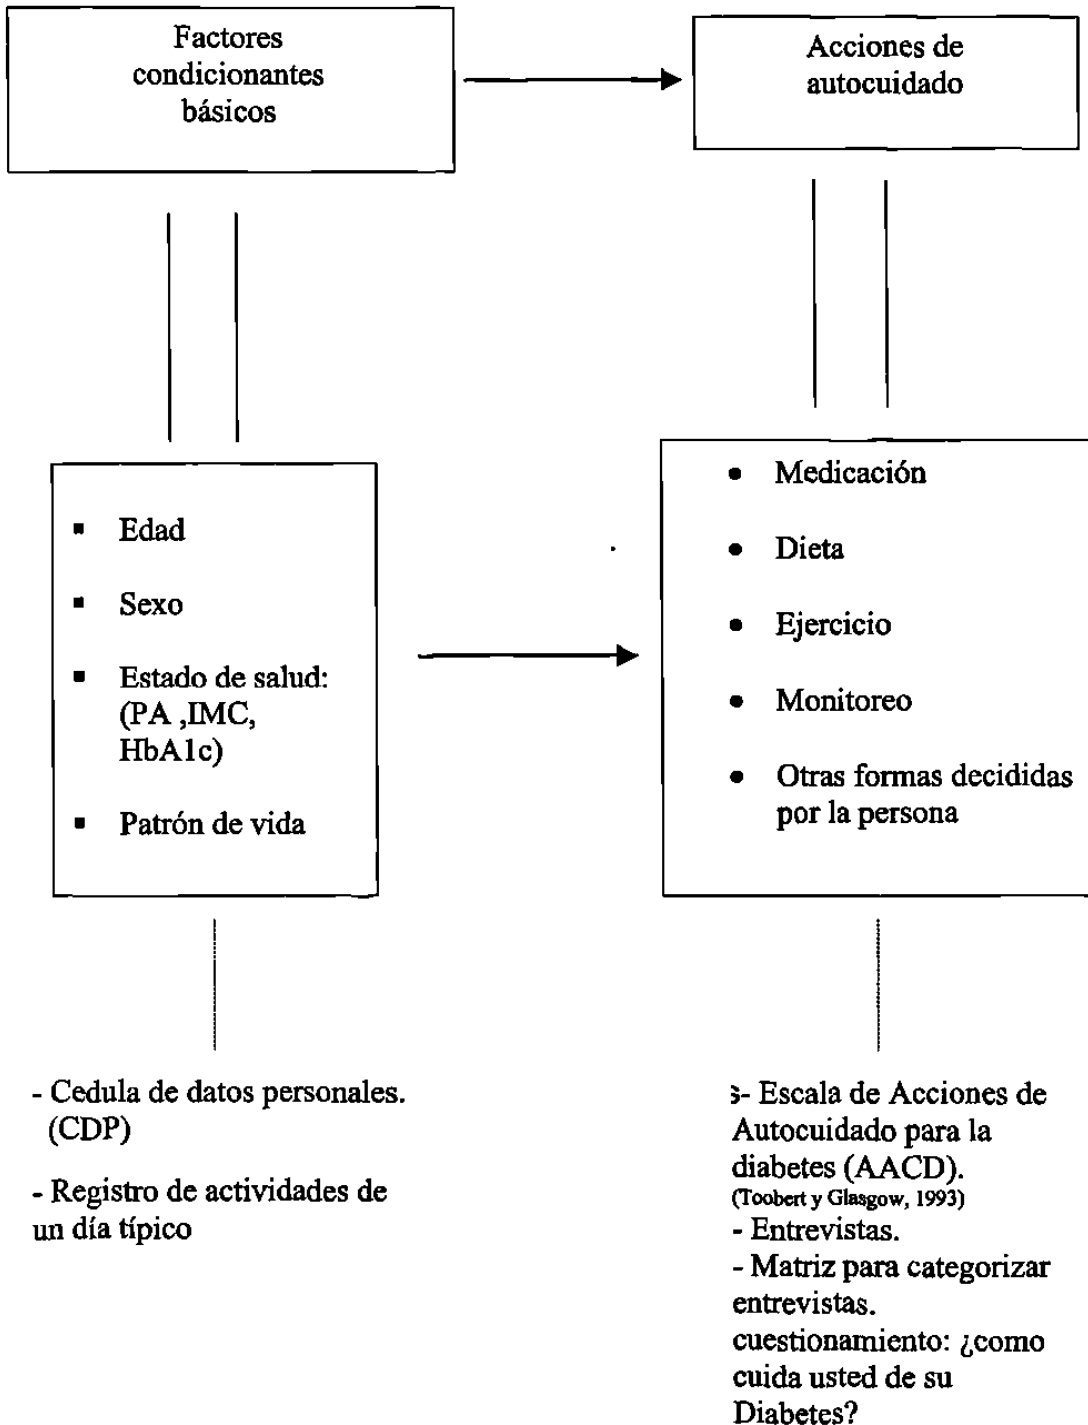 Factores
condicionantes
básicos
Acciones de
autocuidado
▪ Edad
▪ Sexo
▪ Estado de salud:
(PA ,IMC,
HbA1c)
▪ Patrón de vida
• Medicación
• Dieta
• Ejercicio
• Monitoreo
• Otras formas decididas
por la persona
- Cedula de datos personales.
(CDP)
- Registro de actividades de
un día típico
- Escala de Acciones de
Autocuidado para la
diabetes (AACD).
(Toobert y Glasgow, 1993)
- Entrevistas.
- Matriz para categorizar
entrevistas.
cuestionamiento: ¿como
cuida usted de su
Diabetes?